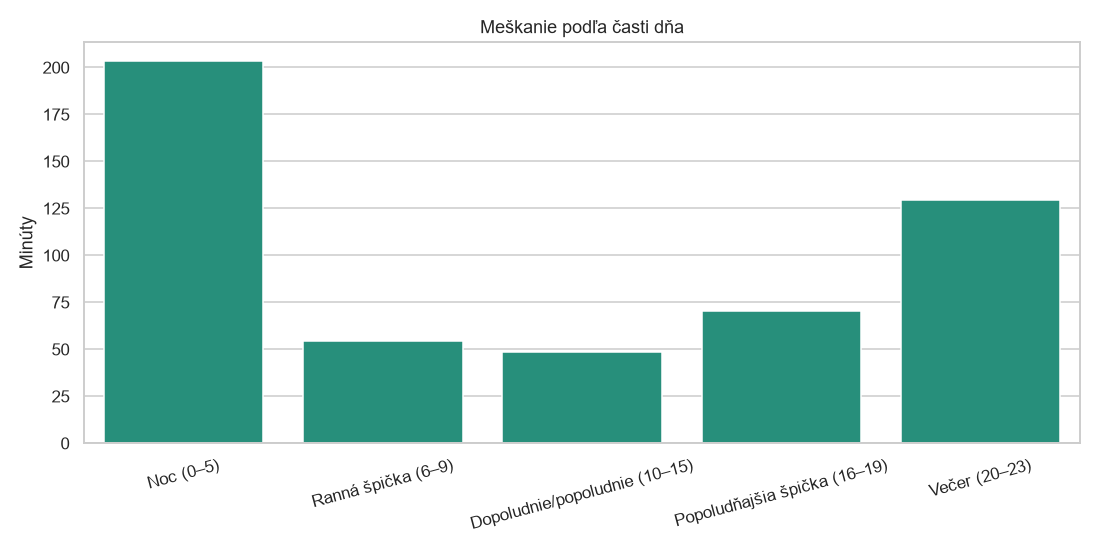 Meškanie podľa časti dňa
Minúty
200
175
150
125
100
75
50
25
0
Noc (0–5)
Ranná špička (6–9)
Dopoludnie/popoludnie (10–15)
Popoludňajšia špička (16–19)
Večer (20–23)